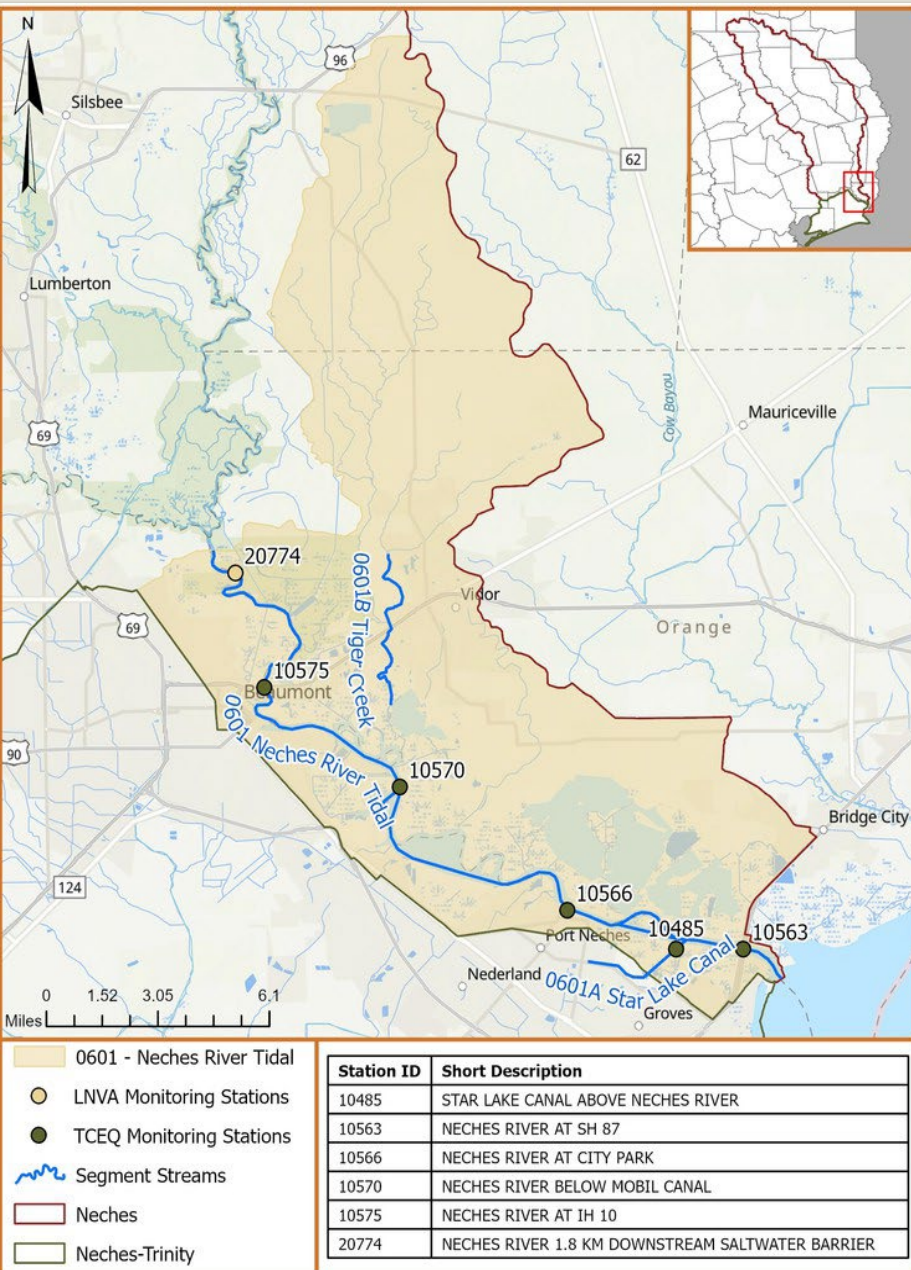 N
96
Silsbee
62
Lumberton
Cow Bayou
Mauriceville
69
20774
0601B Tiger Creek
Vidor
69
Orange
10575
Beaumont
0601 Neches River Tidal
90
10570
Bridge City
124
10566
10485
10563
Port Neches
Nederland
0601A Star Lake Canal
Groves
0 1.52 3.05 6.1
Miles
0601 - Neches River Tidal
LNVA Monitoring Stations
TCEQ Monitoring Stations
Segment Streams
Neches
Neches-Trinity
Station ID Short Description
10485 STAR LAKE CANAL ABOVE NECHES RIVER
10563 NECHES RIVER AT SH 87
10566 NECHES RIVER AT CITY PARK
10570 NECHES RIVER BELOW MOBIL CANAL
10575 NECHES RIVER AT IH 10
20774 NECHES RIVER 1.8 KM DOWNSTREAM SALTWATER BARRIER